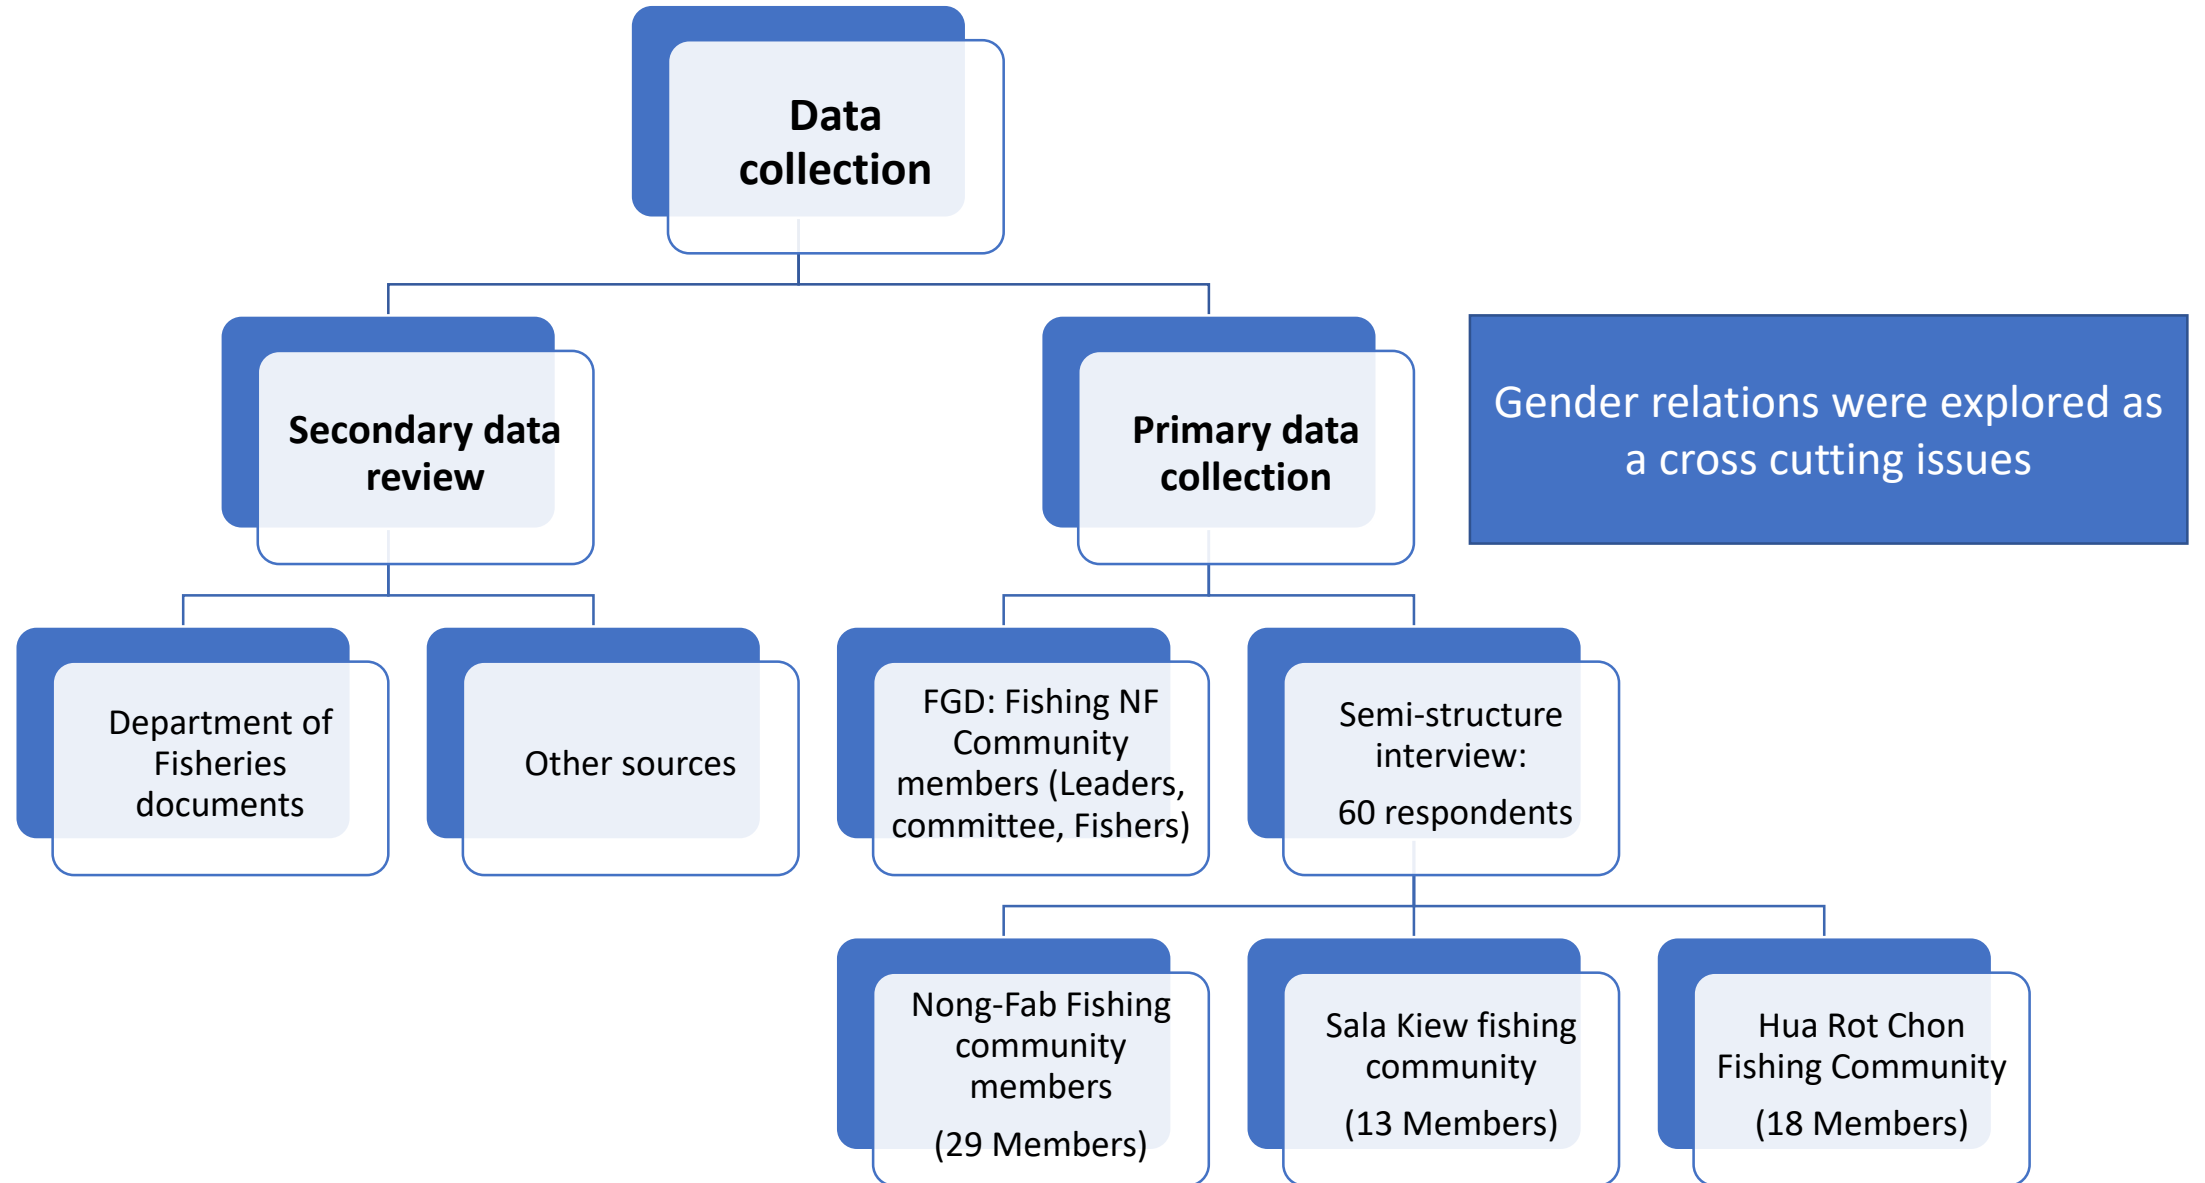 Data
collection
Secondary data
review
Primary data
collection
Gender relations were explored as
a cross cutting issues
Department of
Fisheries
documents
Other sources
FGD: Fishing NF
Community
members (Leaders,
committee, Fishers)
Semi-structure
interview:
60 respondents
Nong-Fab Fishing
community
members
(29 Members)
Sala Kiew fishing
community
(13 Members)
Hua Rot Chon
Fishing Community
(18 Members)